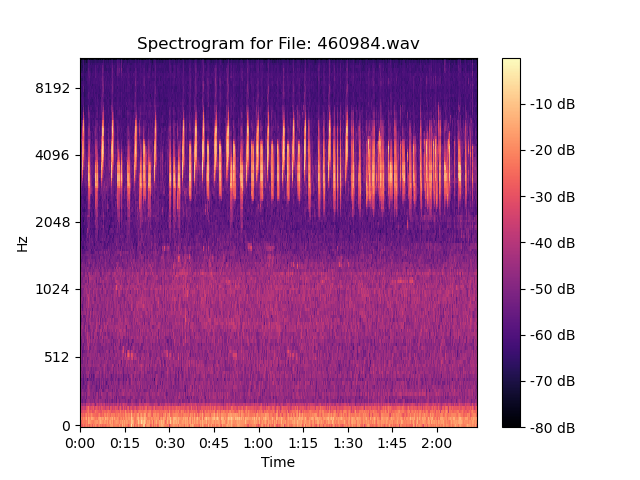 Spectrogram for File: 460984.wav
Hz
8192
4096
2048
1024
512
0
0:00 0:15 0:30 0:45 1:00 1:15 1:30 1:45 2:00
Time
-10 dB
-20 dB
-30 dB
-40 dB
-50 dB
-60 dB
-70 dB
-80 dB